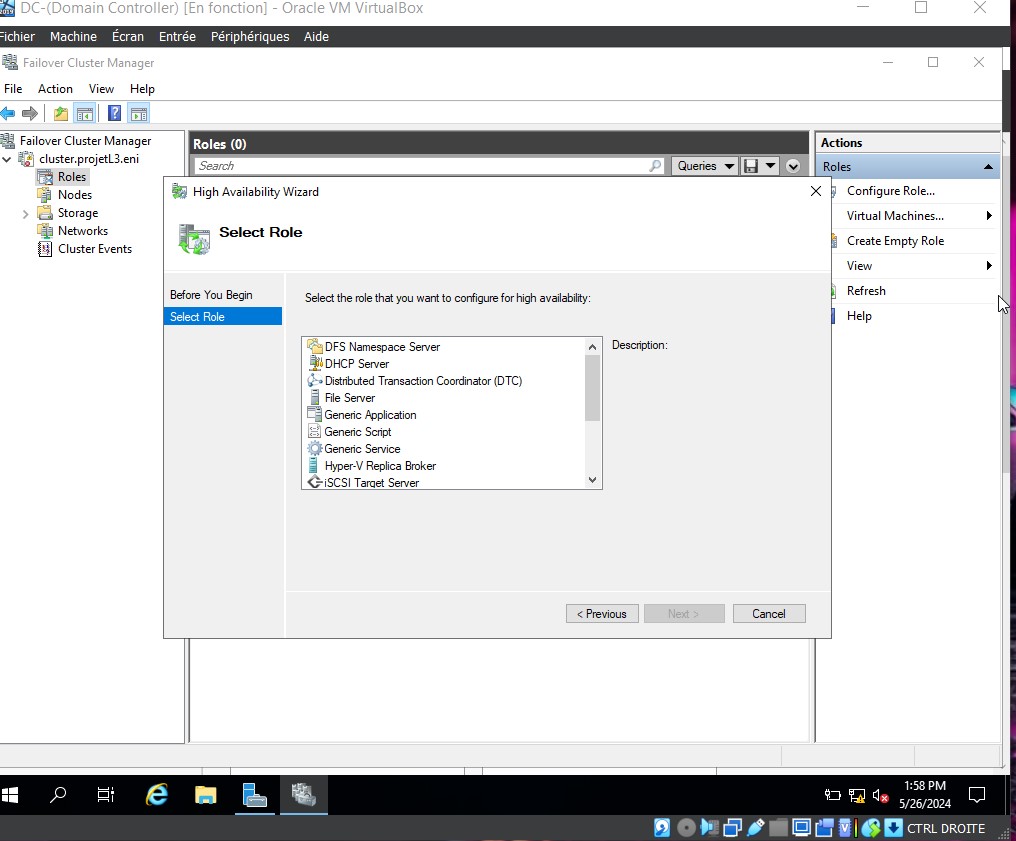 DC-(Domain Controller) [En fonction] - Oracle VM VirtualBox
Fichier Machine Écran Entrée Périphériques Aide
Failover Cluster Manager
File Action View Help
Failover Cluster Manager
cluster.projetL3.eni
Roles
Nodes
Storage
Networks
Cluster Events
Roles (0)
Search
Queries
Actions
Roles
Configure Role...
Virtual Machines...
Create Empty Role
View
Refresh
Help
High Availability Wizard
Select Role
Before You Begin
Select Role
Select the role that you want to configure for high availability:
DFS Namespace Server
DHCP Server
Distributed Transaction Coordinator (DTC)
File Server
Generic Application
Generic Script
Generic Service
Hyper-V Replica Broker
iSCSI Target Server
Description:
< Previous Next > Cancel
1:58 PM
5/26/2024
CTRL DROITE